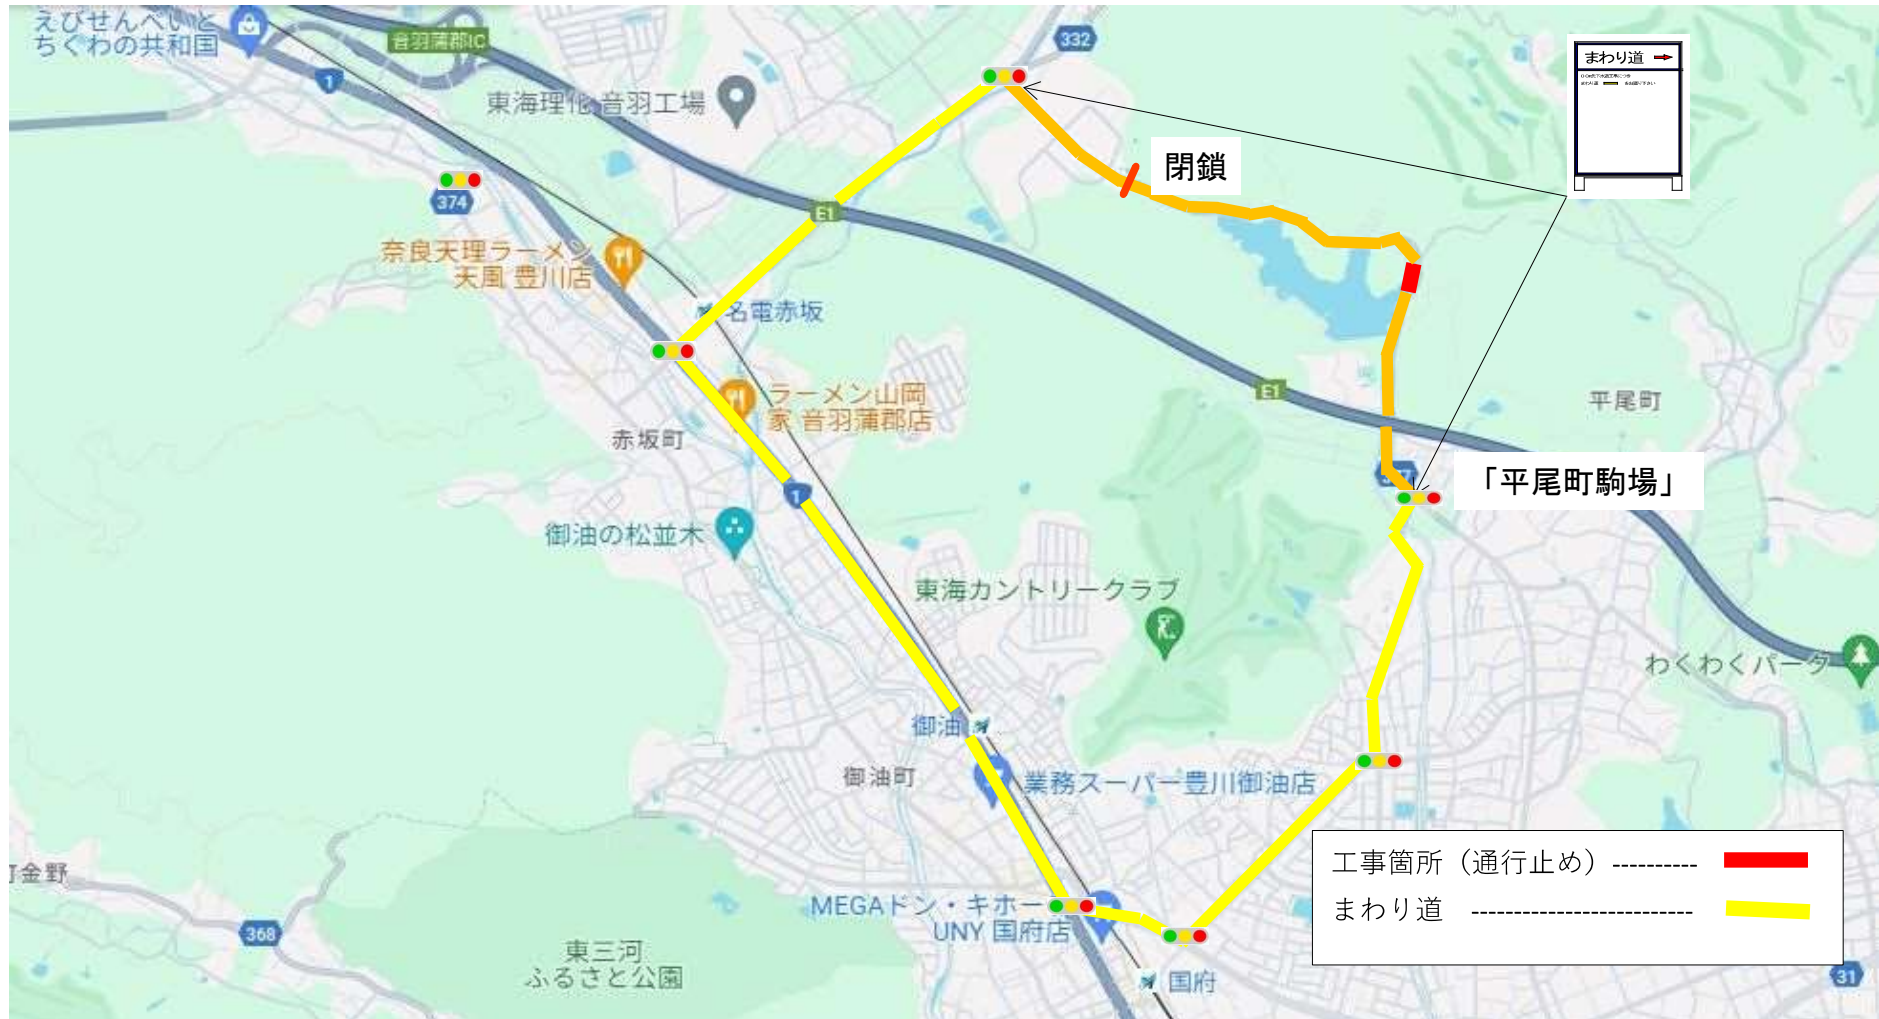 えびせんべいと
ちくわの共和国
音羽蒲郡IC
1
332
まわり道
東海理化 音羽工場
閉鎖
374
E1
奈良天理ラーメン
天風 豊川店
名電赤坂
ラーメン山岡
家 音羽蒲郡店
E1
平尾町
赤坂町
「平尾町駒場」
1
御油の松並木
東海カントリークラブ
わくわくパーク
御油
御油町
業務スーパー豊川御油店
工事箇所（通行止め）----------
まわり道 --------------------------
町金野
MEGAドン・キホー
UNY 国府店
368
東三河
ふるさと公園
国府
31